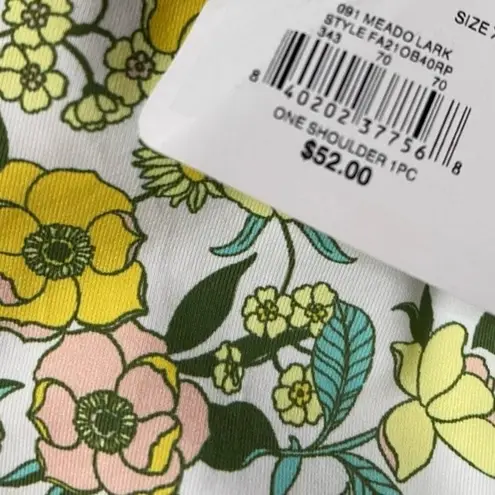 091 MEADO LARK
SIZE
STYLE FA21OB40RP
343 70 70
8 40202 37756 8
ONE SHOULDER 1PC
$52.00